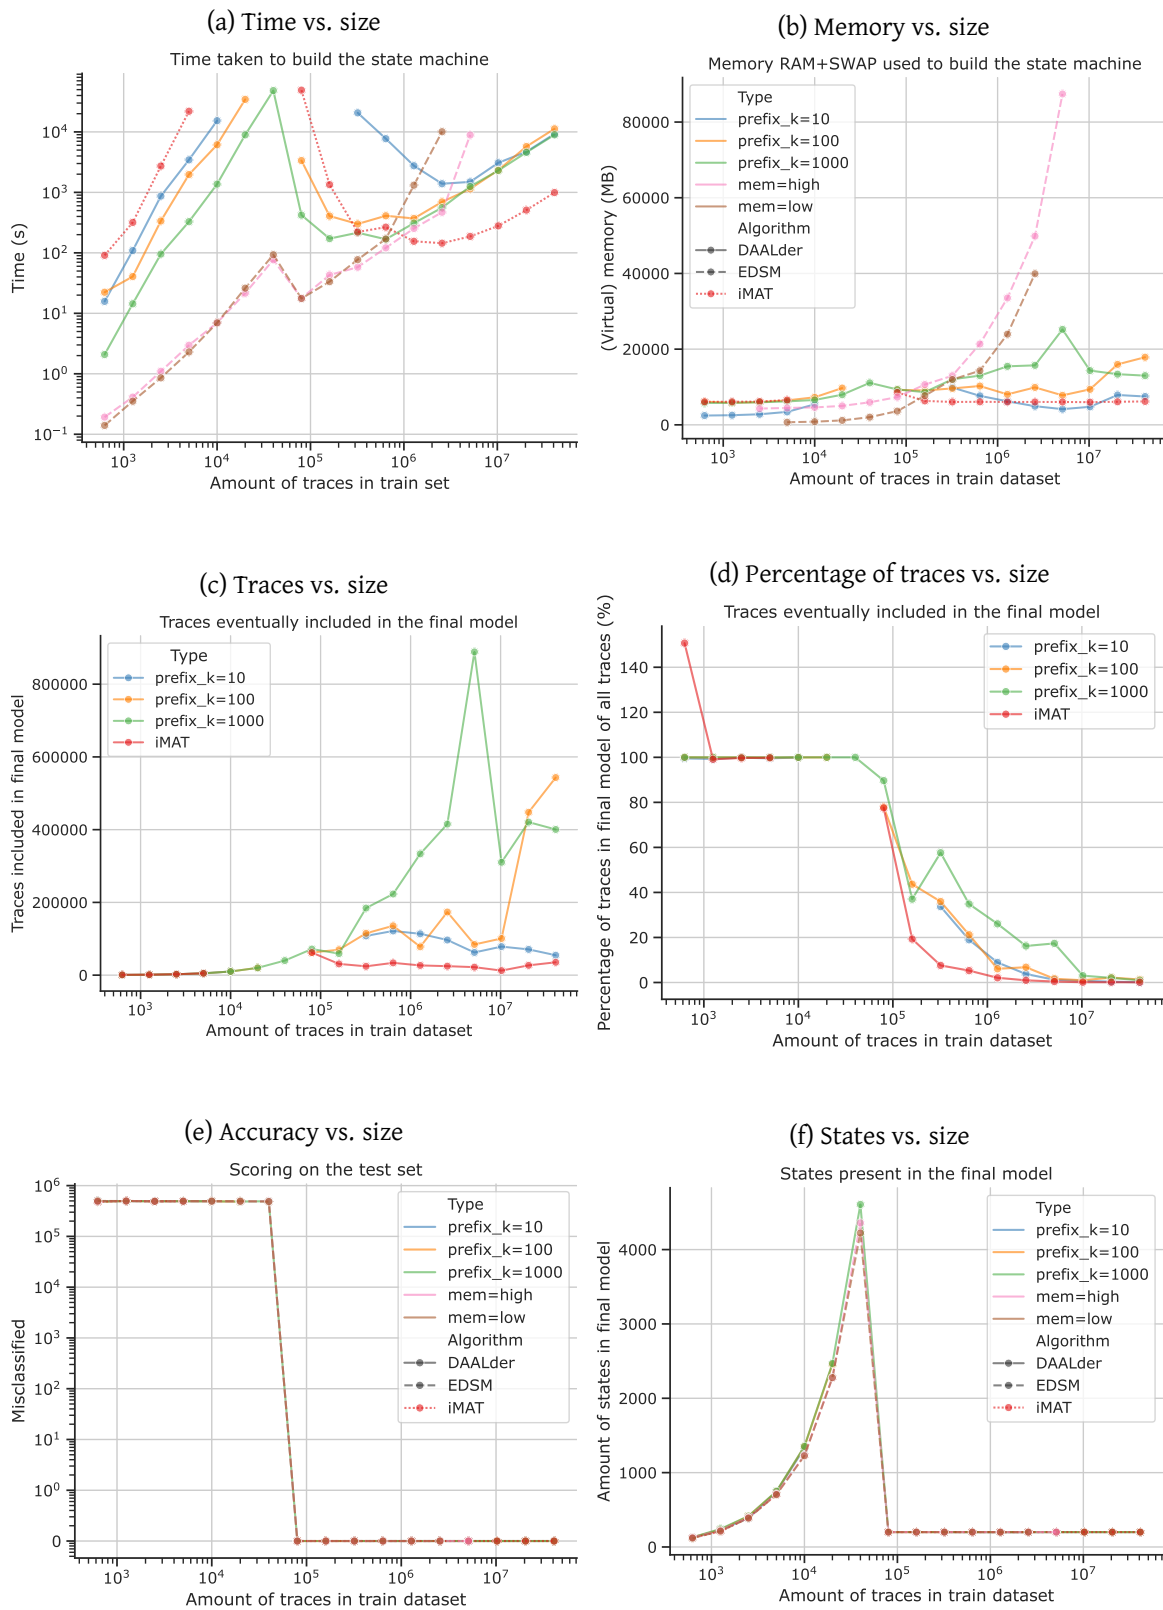 (a) Time vs. size
Time taken to build the state machine
Time (s)
10⁴
10³
10²
10¹
10⁰
10⁻¹
10³ 10⁴ 10⁵ 10⁶ 10⁷
Amount of traces in train set
(b) Memory vs. size
Memory RAM+SWAP used to build the state machine
(Virtual) memory (MB)
80000
60000
40000
20000
0
Type
prefix_k=10
prefix_k=100
prefix_k=1000
mem=high
mem=low
Algorithm
DAALder
EDSM
iMAT
10³ 10⁴ 10⁵ 10⁶ 10⁷
Amount of traces in train dataset
(c) Traces vs. size
Traces eventually included in the final model
Traces included in final model
800000
600000
400000
200000
0
Type
prefix_k=10
prefix_k=100
prefix_k=1000
iMAT
10³ 10⁴ 10⁵ 10⁶ 10⁷
Amount of traces in train dataset
(d) Percentage of traces vs. size
Traces eventually included in the final model
Percentage of traces in final model of all traces (%)
140
120
100
80
60
40
20
0
prefix_k=10
prefix_k=100
prefix_k=1000
iMAT
10³ 10⁴ 10⁵ 10⁶ 10⁷
Amount of traces in train dataset
(e) Accuracy vs. size
Scoring on the test set
Misclassified
10⁶
10⁵
10⁴
10³
10²
10¹
10⁰
0
Type
prefix_k=10
prefix_k=100
prefix_k=1000
mem=high
mem=low
Algorithm
DAALder
EDSM
iMAT
10³ 10⁴ 10⁵ 10⁶ 10⁷
Amount of traces in train dataset
(f) States vs. size
States present in the final model
Amount of states in final model
4000
3000
2000
1000
0
Type
prefix_k=10
prefix_k=100
prefix_k=1000
mem=high
mem=low
Algorithm
DAALder
EDSM
iMAT
10³ 10⁴ 10⁵ 10⁶ 10⁷
Amount of traces in train dataset